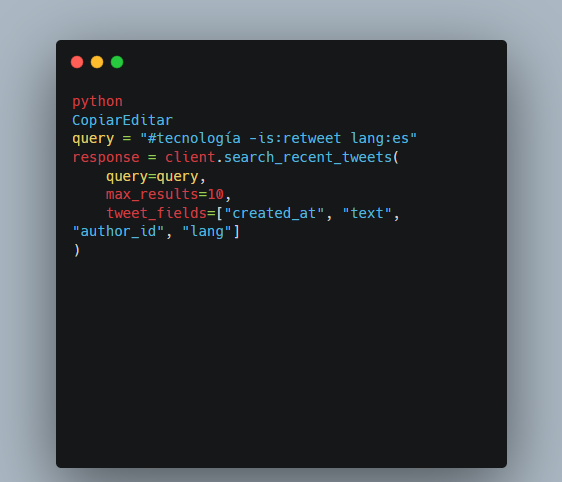 python
CopiarEditar
query = "#tecnología -is:retweet lang:es"
response = client.search_recent_tweets(
    query=query,
    max_results=10,
    tweet_fields=["created_at", "text",
"author_id", "lang"]
)